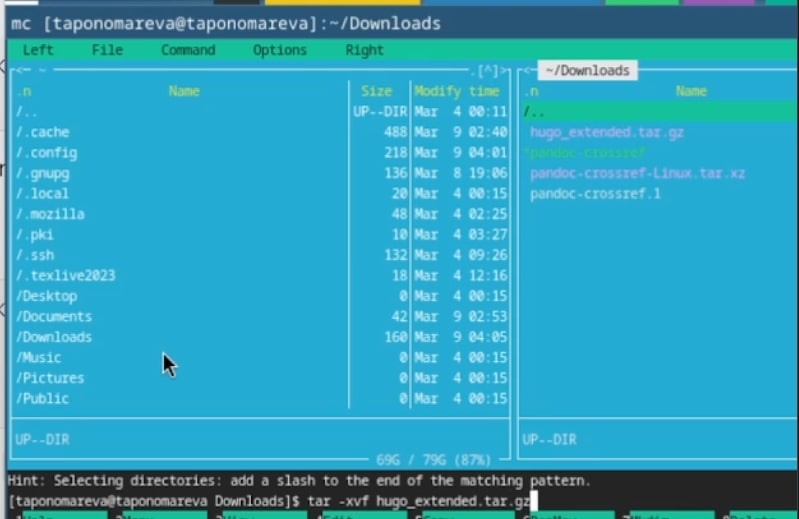 mc [taponomareva@taponomareva]:~/Downloads
Left File Command Options Right
<- ~ .[^]> <- ~/Downloads
.n Name Size Modify time .n Name
/.. UP--DIR Mar 4 00:11 /..
/.cache 488 Mar 9 02:40 hugo_extended.tar.gz
/.config 218 Mar 9 04:01 *pandoc-crossref
/.gnupg 136 Mar 8 19:06 pandoc-crossref-Linux.tar.xz
/.local 20 Mar 4 00:15 pandoc-crossref.1
/.mozilla 48 Mar 4 02:25
/.pki 10 Mar 4 03:27
/.ssh 132 Mar 4 09:26
/.texlive2023 18 Mar 4 12:16
/Desktop 0 Mar 4 00:15
/Documents 42 Mar 9 02:53
/Downloads 160 Mar 9 04:05
/Music 0 Mar 4 00:15
/Pictures 0 Mar 4 00:15
/Public 0 Mar 4 00:15
UP--DIR UP--DIR
69G / 79G (87%)
Hint: Selecting directories: add a slash to the end of the matching pattern.
[taponomareva@taponomareva Downloads]$ tar -xvf hugo_extended.tar.gz